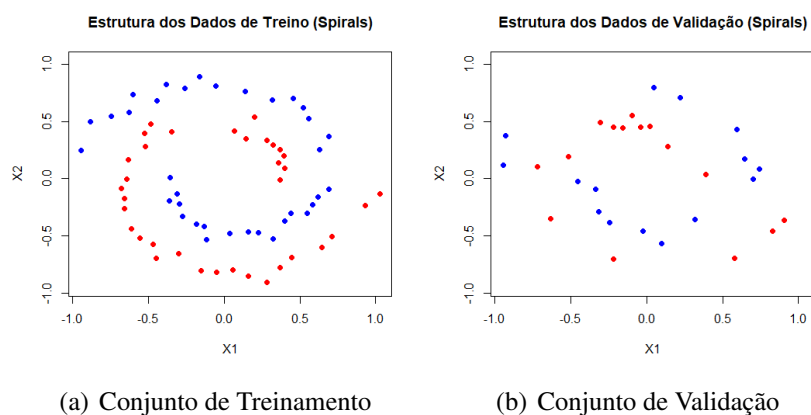 Estrutura dos Dados de Treino (Spirals)
1.0
0.5
0.0
-0.5
-1.0
X2
-1.0 -0.5 0.0 0.5 1.0
X1
(a) Conjunto de Treinamento
Estrutura dos Dados de Validação (Spirals)
1.0
0.5
0.0
-0.5
-1.0
X2
-1.0 -0.5 0.0 0.5 1.0
X1
(b) Conjunto de Validação